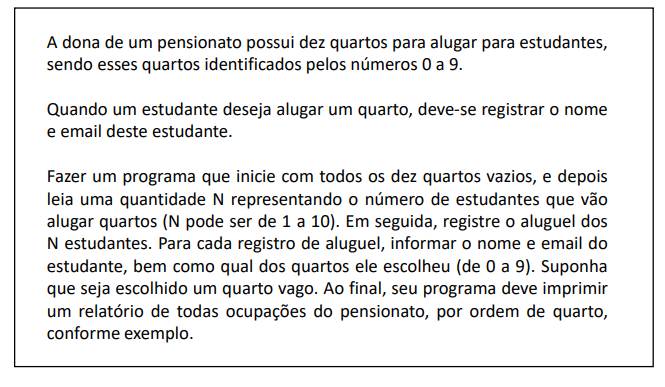 A dona de um pensionato possui dez quartos para alugar para estudantes,
sendo esses quartos identificados pelos números 0 a 9.
Quando um estudante deseja alugar um quarto, deve-se registrar o nome
e email deste estudante.
Fazer um programa que inicie com todos os dez quartos vazios, e depois
leia uma quantidade N representando o número de estudantes que vão
alugar quartos (N pode ser de 1 a 10). Em seguida, registre o aluguel dos
N estudantes. Para cada registro de aluguel, informar o nome e email do
estudante, bem como qual dos quartos ele escolheu (de 0 a 9). Suponha
que seja escolhido um quarto vago. Ao final, seu programa deve imprimir
um relatório de todas ocupações do pensionato, por ordem de quarto,
conforme exemplo.